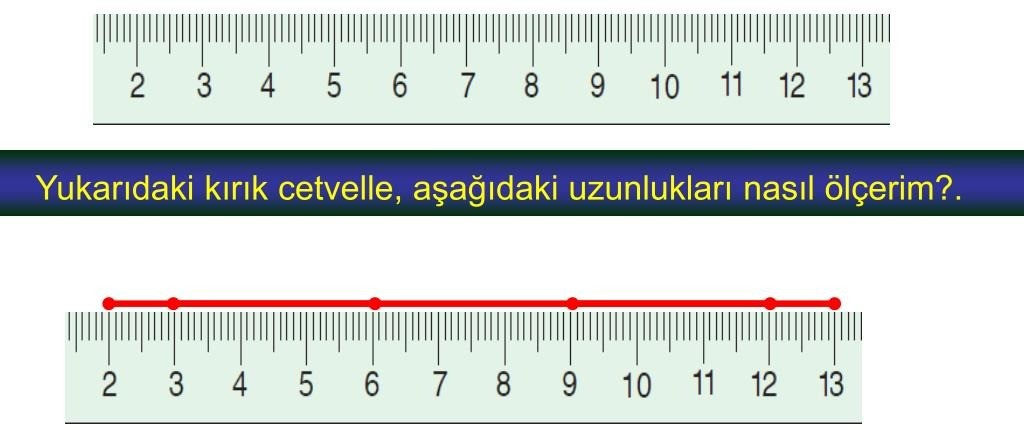 2 3 4 5 6 7 8 9 10 11 12 13
Yukarıdaki kırık cetvelle, aşağıdaki uzunlukları nasıl ölçerim?.
2 3 4 5 6 7 8 9 10 11 12 13